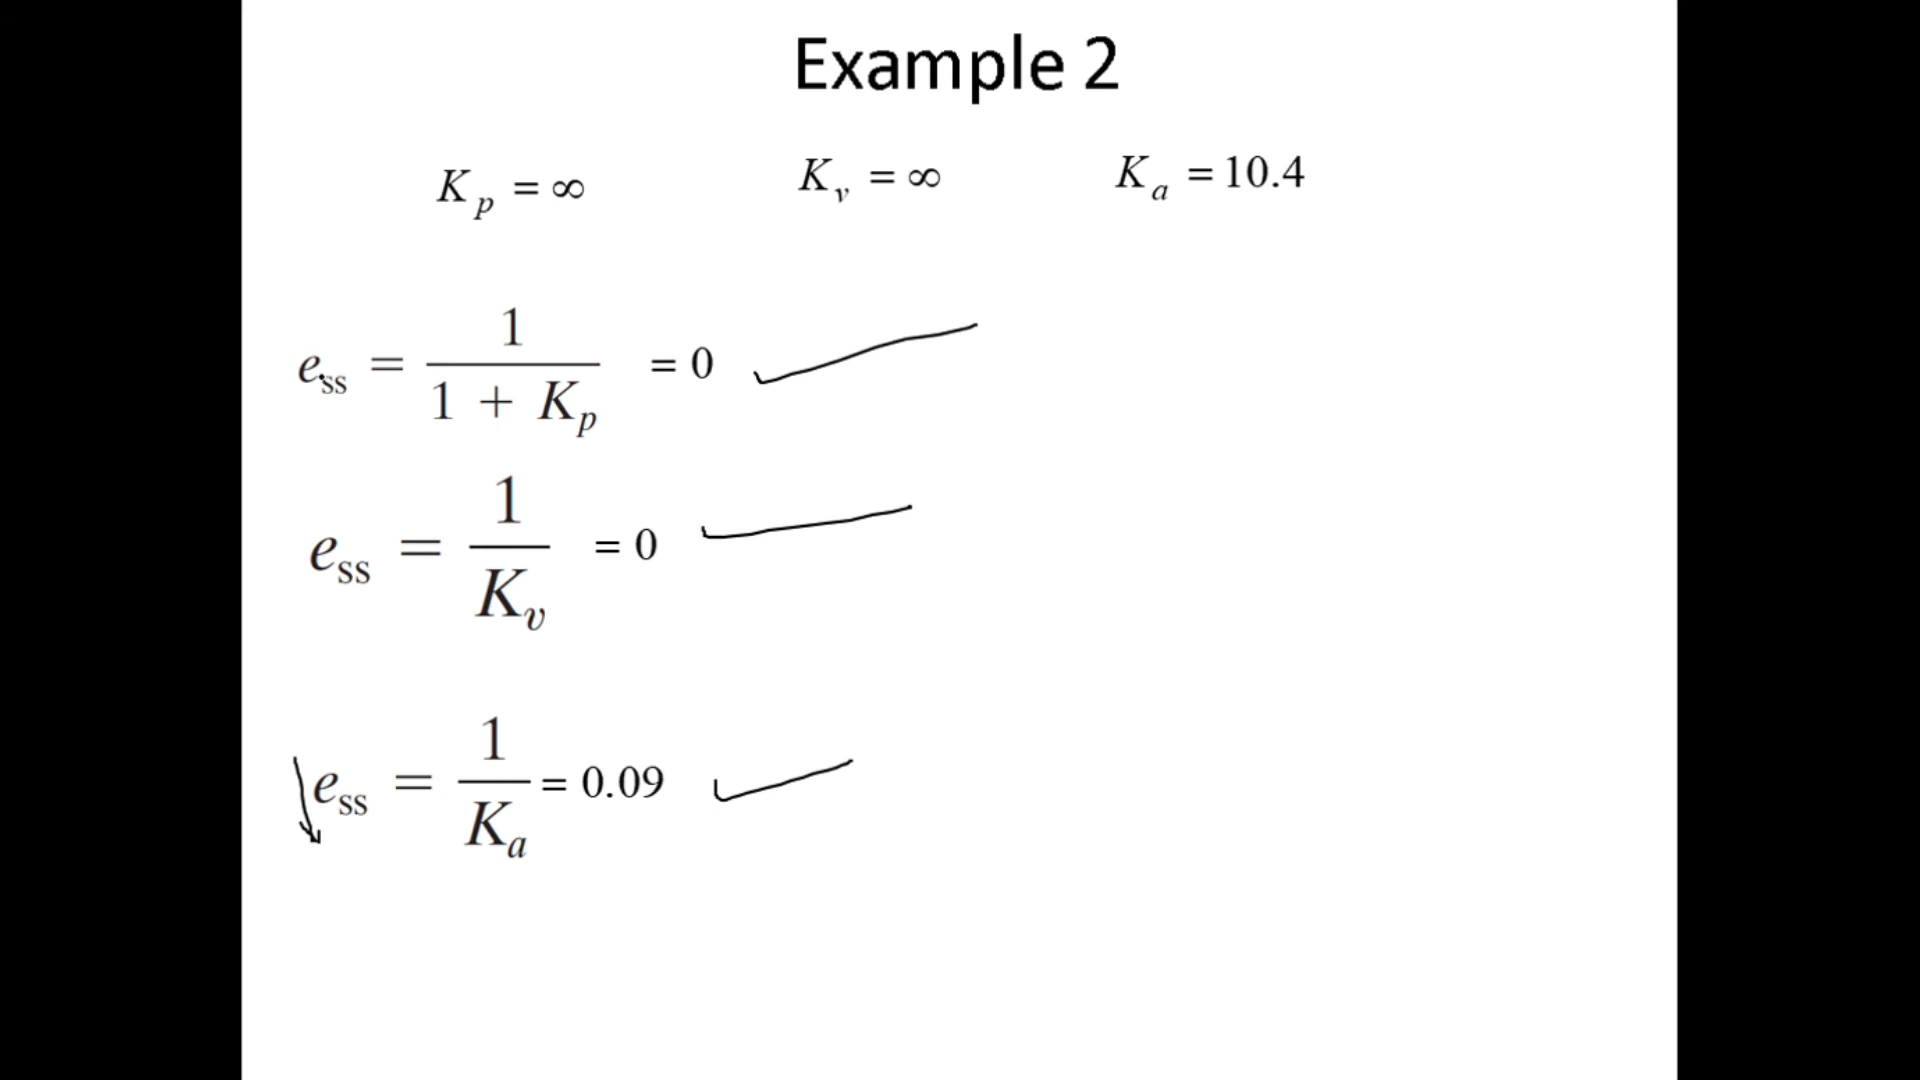 Example 2
K_p = ∞ K_v = ∞ K_a = 10.4
e_ss = 1 / (1 + K_p) = 0
e_ss = 1 / K_v = 0
e_ss = 1 / K_a = 0.09